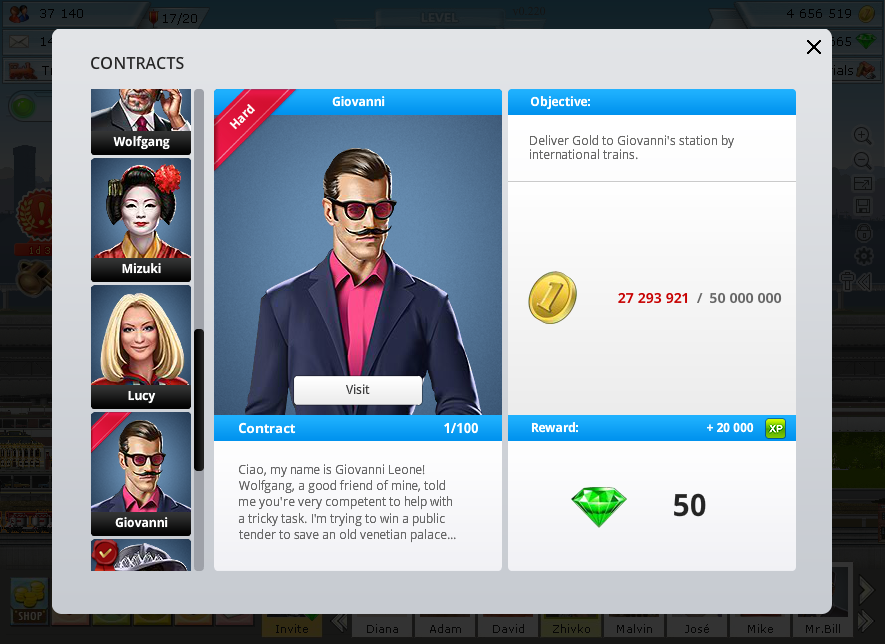 37 140
17/20
LEVEL
4 656 519
CONTRACTS
Wolfgang
Mizuki
Lucy
Giovanni
Hard
Giovanni
Visit
Contract 1/100
Ciao, my name is Giovanni Leone!
Wolfgang, a good friend of mine, told
me you're very competent to help with
a tricky task. I'm trying to win a public
tender to save an old venetian palace...
Objective:
Deliver Gold to Giovanni's station by
international trains.
27 293 921 / 50 000 000
Reward: + 20 000 XP
50
SHOP
Invite
Diana
Adam
David
Zhivko
Malvin
José
Mike
Mr.Bill